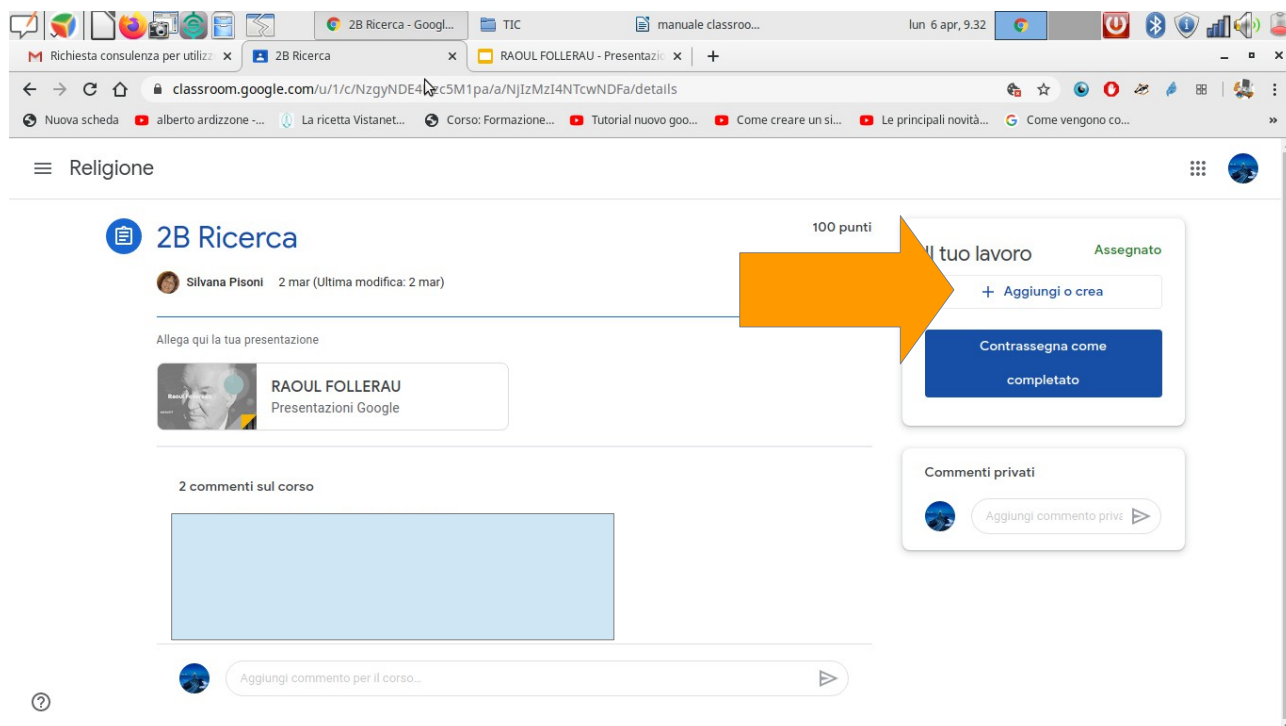 2B Ricerca - Googl...
TIC
manuale classroo...
lun 6 apr, 9.32
Richiesta consulenza per utilizz
2B Ricerca
RAOUL FOLLERAU - Presentazio
classroom.google.com/u/1/c/
Nuova scheda
alberto ardizzone -...
La ricetta Vistanet...
Corso: Formazione...
Tutorial nuovo goo...
Come creare un si...
Le principali novità...
Come vengono co...
Religione
2B Ricerca
100 punti
Silvana Pisoni 2 mar (Ultima modifica: 2 mar)
Allega qui la tua presentazione
RAOUL FOLLERAU
Presentazioni Google
2 commenti sul corso
Aggiungi commento per il corso...
Il tuo lavoro
Assegnato
+ Aggiungi o crea
Contrassegna come
completato
Commenti privati
Aggiungi commento priva